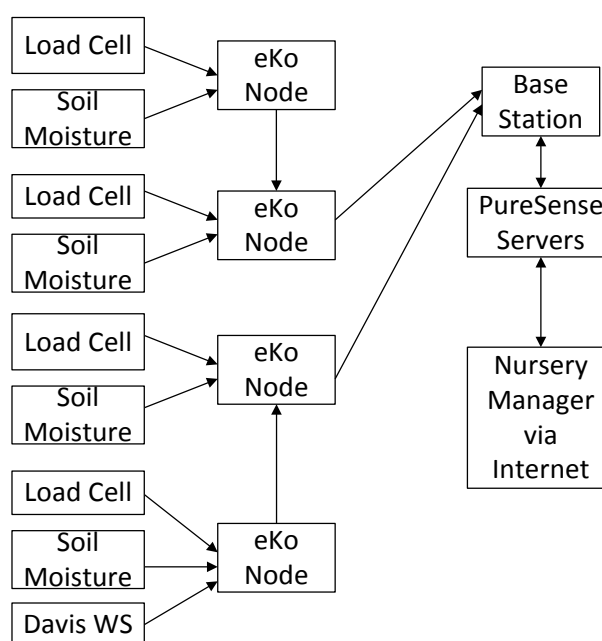 Load Cell
Soil
Moisture
eKo
Node
Load Cell
Soil
Moisture
eKo
Node
Load Cell
Soil
Moisture
eKo
Node
Load Cell
Soil
Moisture
Davis WS
eKo
Node
Base
Station
PureSense
Servers
Nursery
Manager
via
Internet